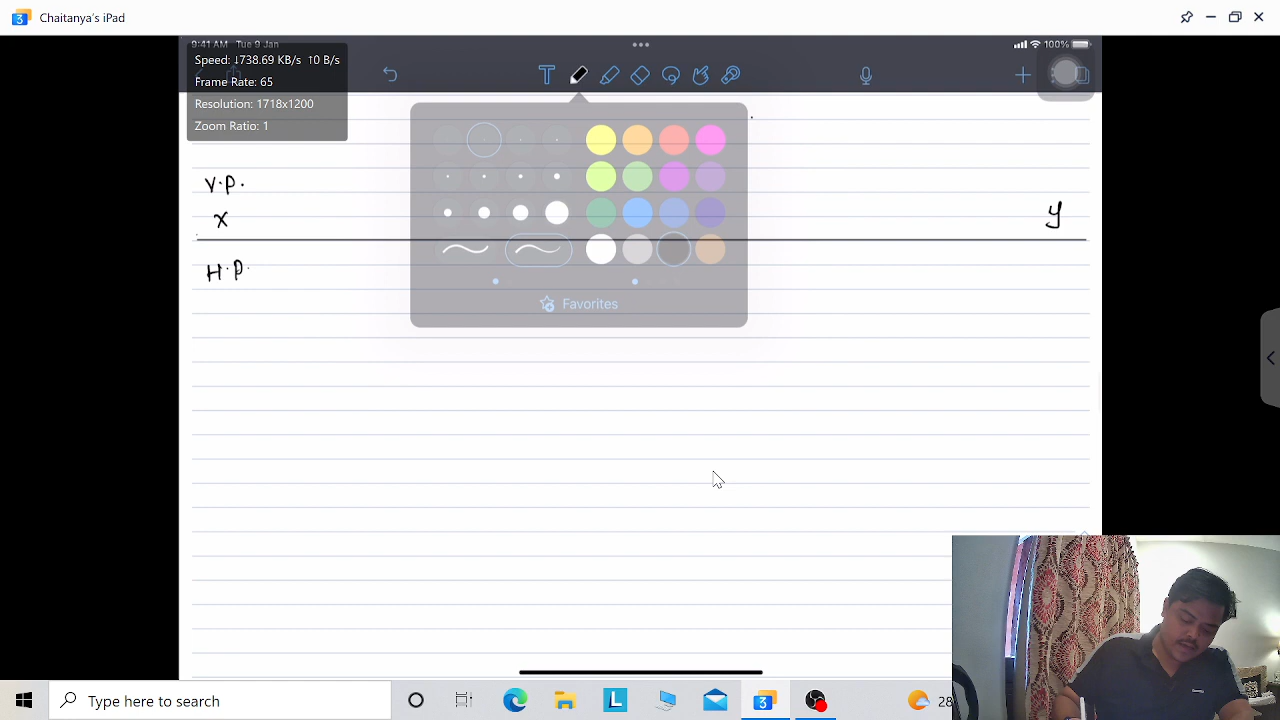 Chaitanya's iPad
9:41 AM Tue 9 Jan
100%
Speed: ↓738.69 KB/s 10 B/s
Frame Rate: 65
Resolution: 1718x1200
Zoom Ratio: 1
V.P.
X
y
H.P.
Favorites
Type here to search
28